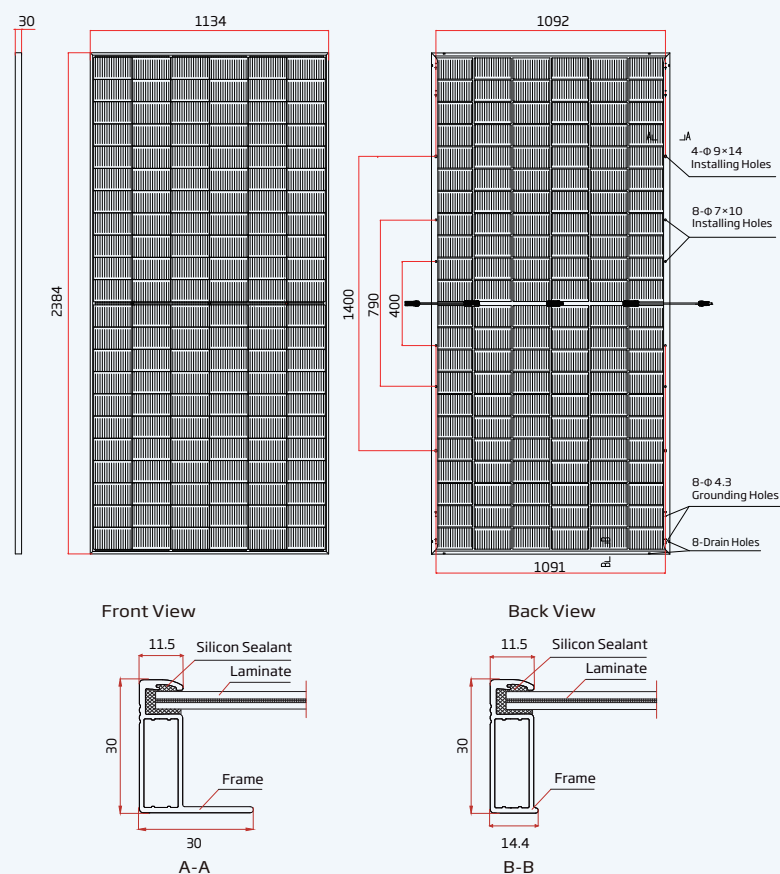 30
1134
1092
2384
1400
790
400
A
A
4-Φ 9×14
Installing Holes
8-Φ 7×10
Installing Holes
8-Φ 4.3
Grounding Holes
8-Drain Holes
B
B
1091
Front View
Back View
11.5
Silicon Sealant
Laminate
30
Frame
30
A-A
11.5
Silicon Sealant
Laminate
30
Frame
14.4
B-B